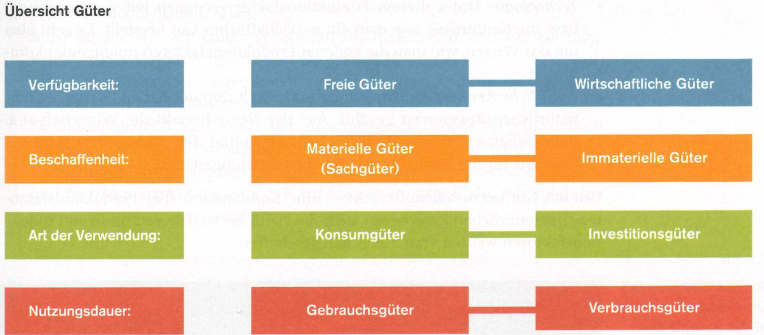 Übersicht Güter
Verfügbarkeit: Freie Güter Wirtschaftliche Güter
Beschaffenheit: Materielle Güter (Sachgüter) Immaterielle Güter
Art der Verwendung: Konsumgüter Investitionsgüter
Nutzungsdauer: Gebrauchsgüter Verbrauchsgüter